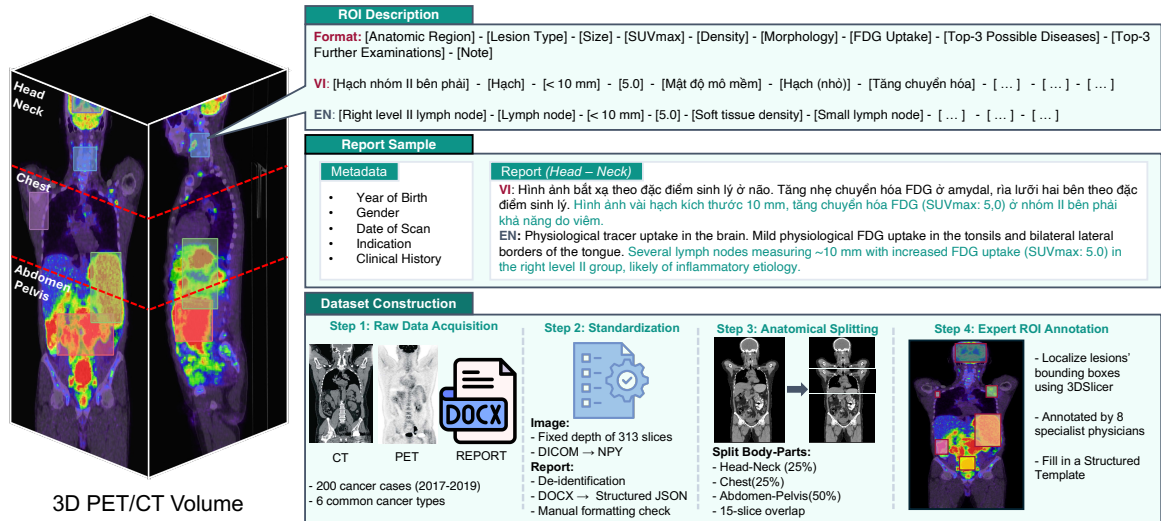 Head
Neck
Chest
Abdomen
Pelvis
3D PET/CT Volume
ROI Description
Format: [Anatomic Region] - [Lesion Type] - [Size] - [SUVmax] - [Density] - [Morphology] - [FDG Uptake] - [Top-3 Possible Diseases] - [Top-3
Further Examinations] - [Note]
VI: [Hạch nhóm II bên phải] - [Hạch] - [< 10 mm] - [5.0] - [Mật độ mô mềm] - [Hạch (nhỏ)] - [Tăng chuyển hóa] - [ ... ] - [ ... ] - [ ... ]
EN: [Right level II lymph node] - [Lymph node] - [< 10 mm] - [5.0] - [Soft tissue density] - [Small lymph node] - [ ... ] - [ ... ] - [ ... ]
Report Sample
Metadata
• Year of Birth
• Gender
• Date of Scan
• Indication
• Clinical History
Report (Head – Neck)
VI: Hình ảnh bắt xạ theo đặc điểm sinh lý ở não. Tăng nhẹ chuyển hóa FDG ở amydal, rìa lưỡi hai bên theo đặc
điểm sinh lý. Hình ảnh vài hạch kích thước 10 mm, tăng chuyển hóa FDG (SUVmax: 5,0) ở nhóm II bên phải
khả năng do viêm.
EN: Physiological tracer uptake in the brain. Mild physiological FDG uptake in the tonsils and bilateral lateral
borders of the tongue. Several lymph nodes measuring ~10 mm with increased FDG uptake (SUVmax: 5.0) in
the right level II group, likely of inflammatory etiology.
Dataset Construction
Step 1: Raw Data Acquisition
DOCX
CT
PET
REPORT
- 200 cancer cases (2017-2019)
- 6 common cancer types
Step 2: Standardization
Image:
- Fixed depth of 313 slices
- DICOM → NPY
Report:
- De-identification
- DOCX → Structured JSON
- Manual formatting check
Step 3: Anatomical Splitting
Split Body-Parts:
- Head-Neck (25%)
- Chest(25%)
- Abdomen-Pelvis(50%)
- 15-slice overlap
Step 4: Expert ROI Annotation
- Localize lesions'
bounding boxes
using 3DSlicer
- Annotated by 8
specialist physicians
- Fill in a Structured
Template